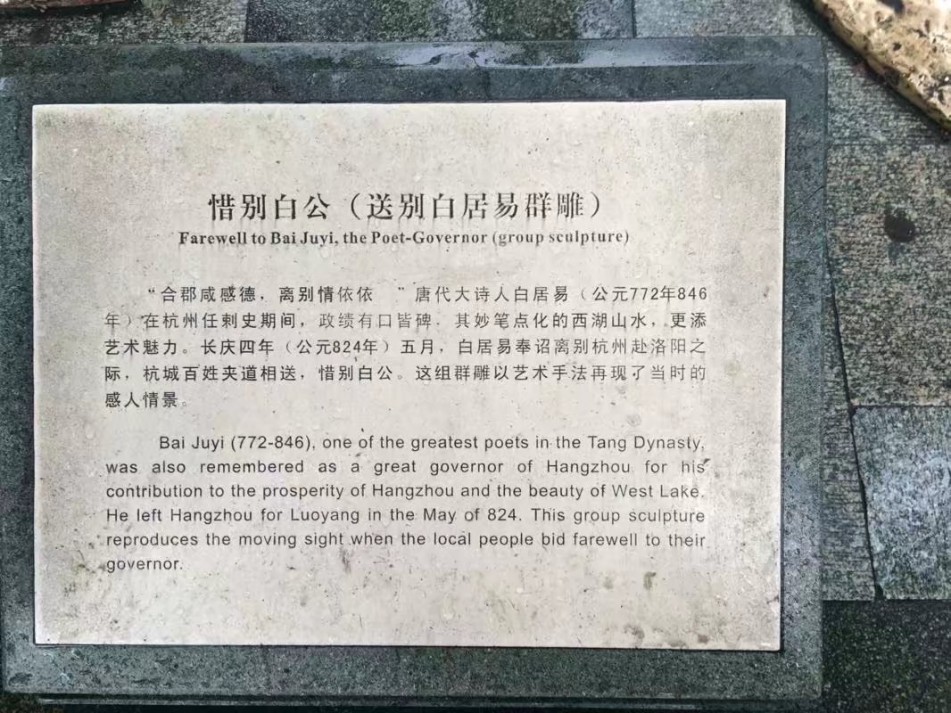 惜别白公（送别白居易群雕）
Farewell to Bai Juyi, the Poet-Governor (group sculpture)
“合郡咸感德，离别情依依 ”唐代大诗人白居易（公元772年846
年）在杭州任刺史期间，政绩有口皆碑，其妙笔点化的西湖山水，更添
艺术魅力。长庆四年（公元824年）五月，白居易奉诏离别杭州赴洛阳之
际，杭城百姓夹道相送，惜别白公。这组群雕以艺术手法再现了当时的
感人情景。
Bai Juyi (772-846), one of the greatest poets in the Tang Dynasty,
was also remembered as a great governor of Hangzhou for his
contribution to the prosperity of Hangzhou and the beauty of West Lake.
He left Hangzhou for Luoyang in the May of 824. This group sculpture
reproduces the moving sight when the local people bid farewell to their
governor.